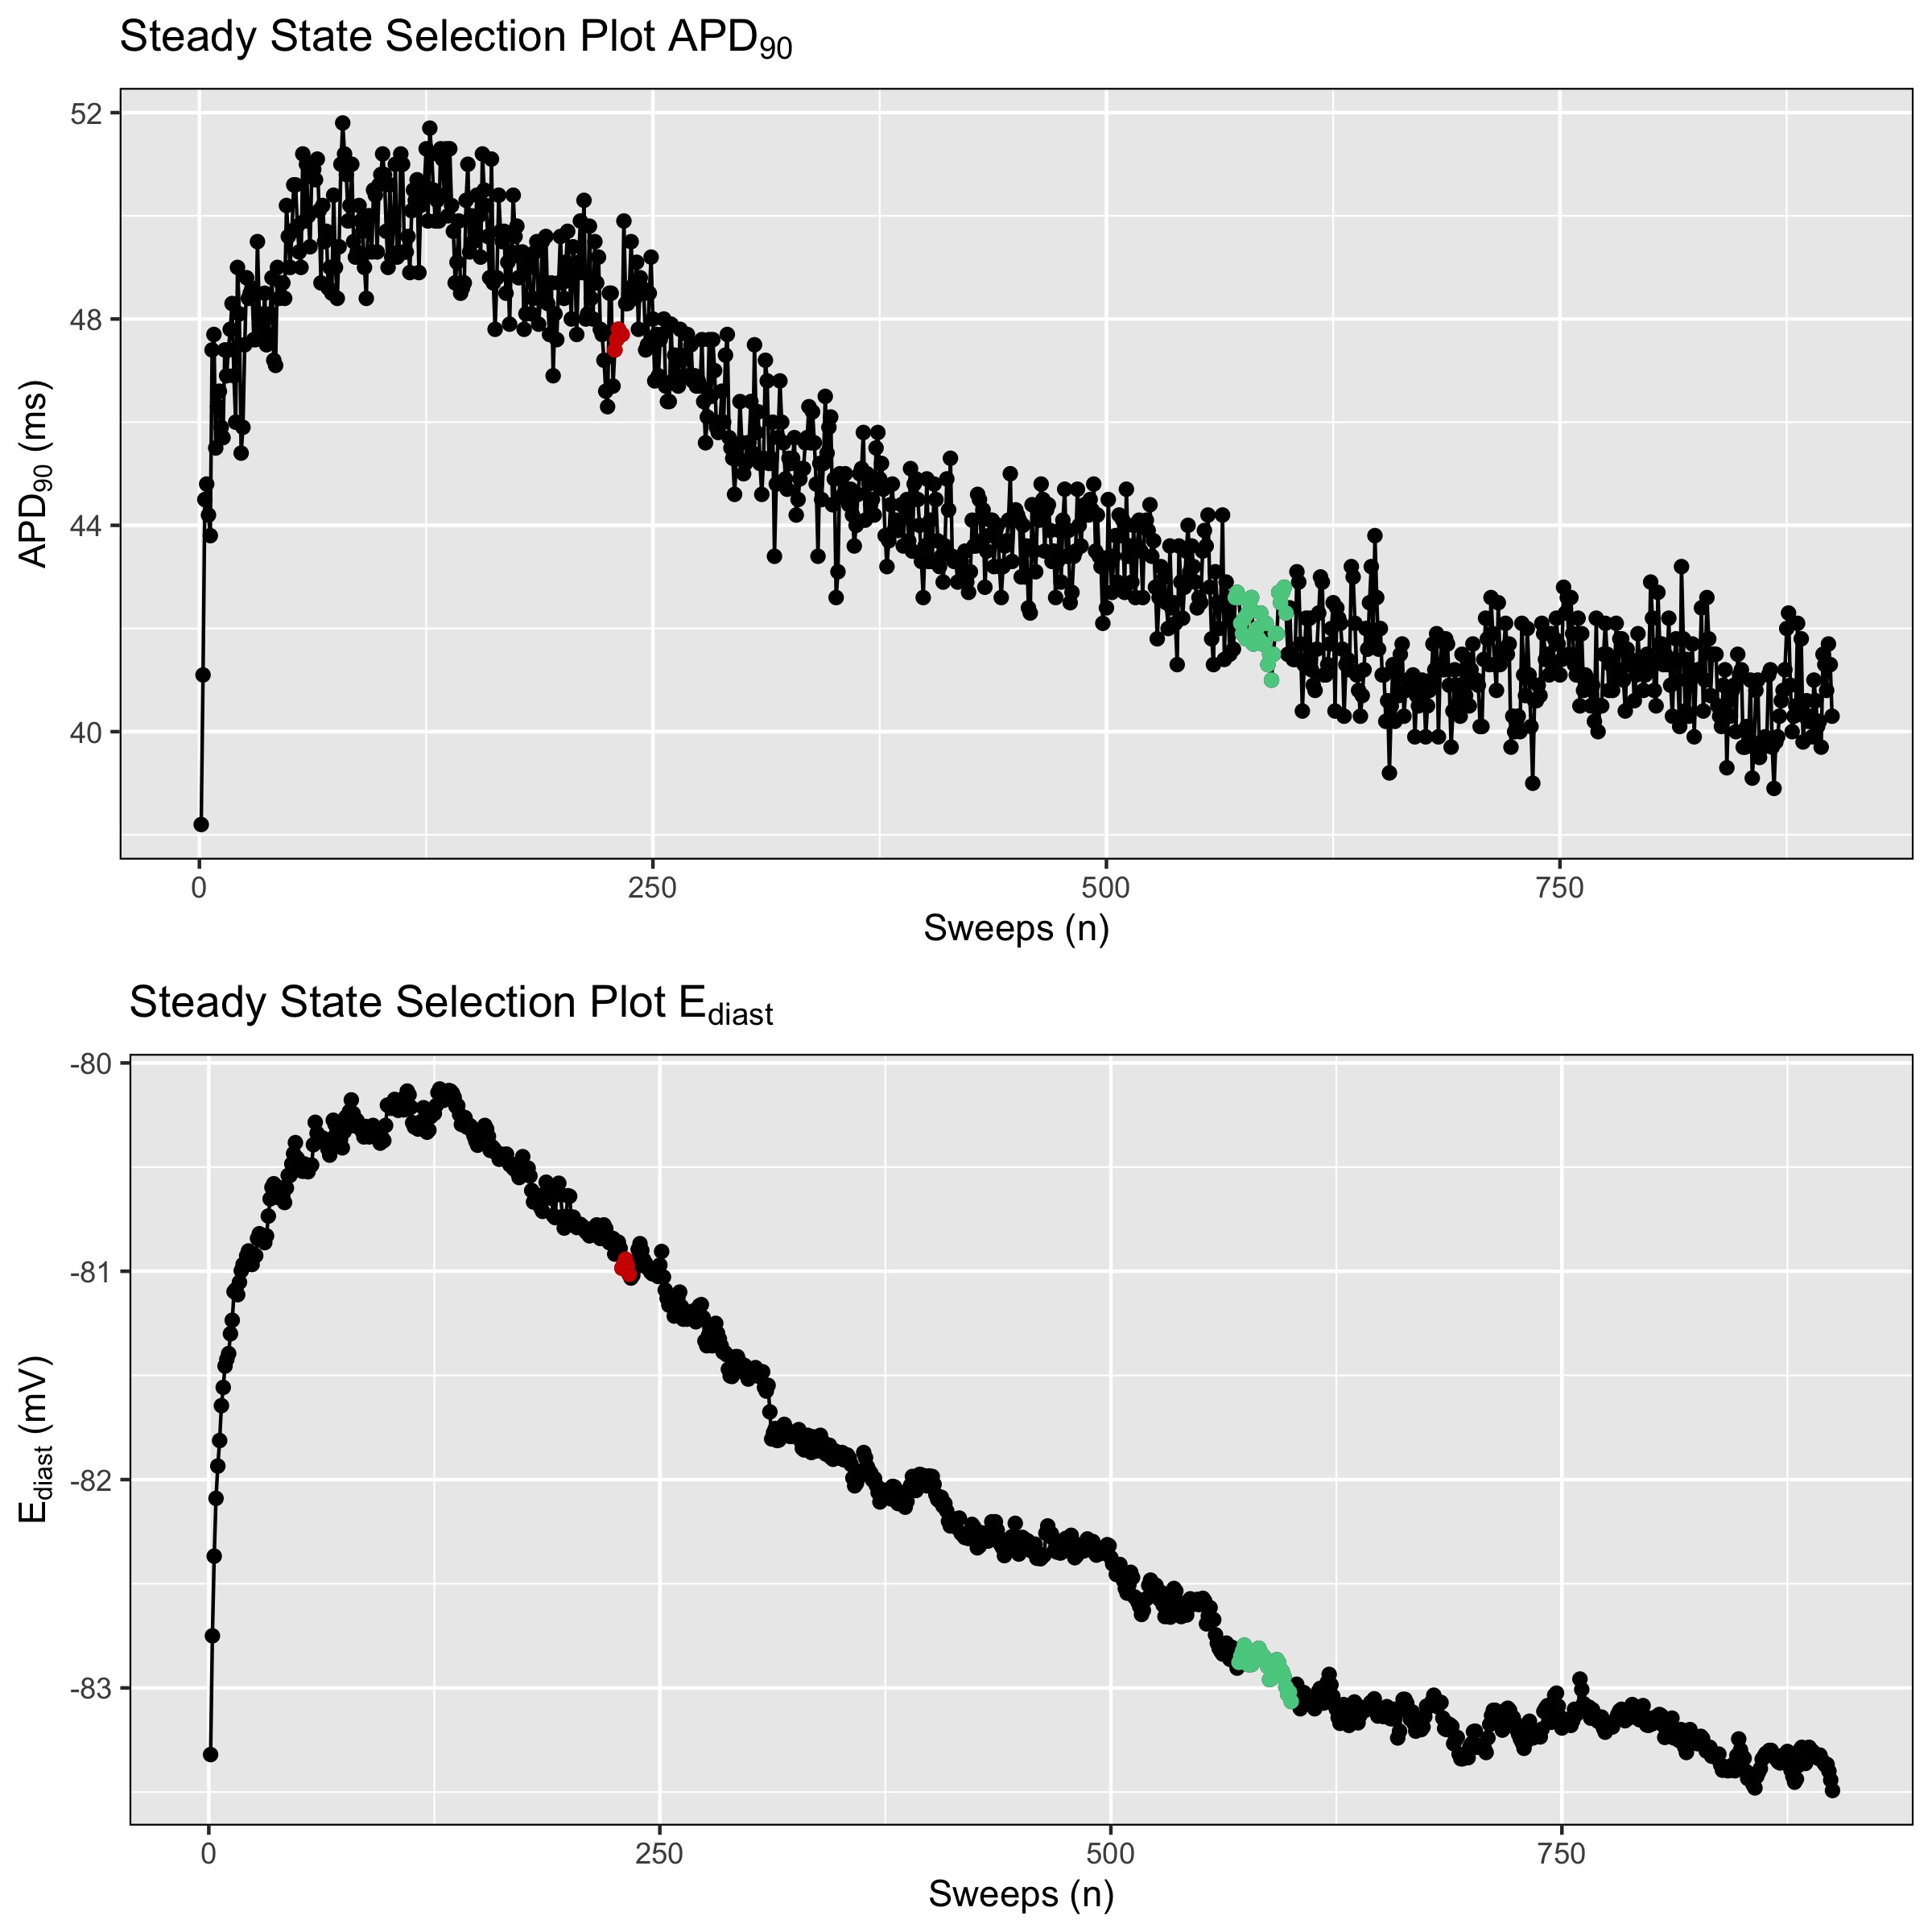 Steady State Selection Plot APD90
52
48
44
40
APD90 (ms)
0 250 500 750
Sweeps (n)
Steady State Selection Plot Ediast
-80
-81
-82
-83
Ediast (mV)
0 250 500 750
Sweeps (n)